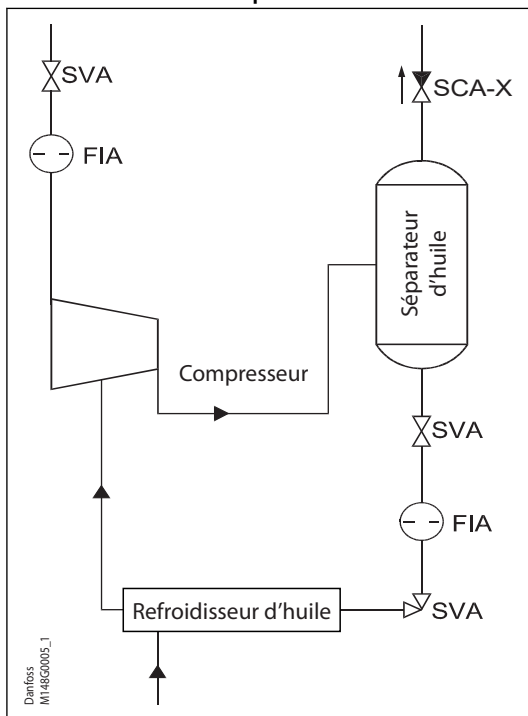 SVA
SCA-X
FIA
Séparateur
d'huile
Compresseur
SVA
FIA
Refroidisseur d'huile
SVA
Danfoss
M148G0005_1